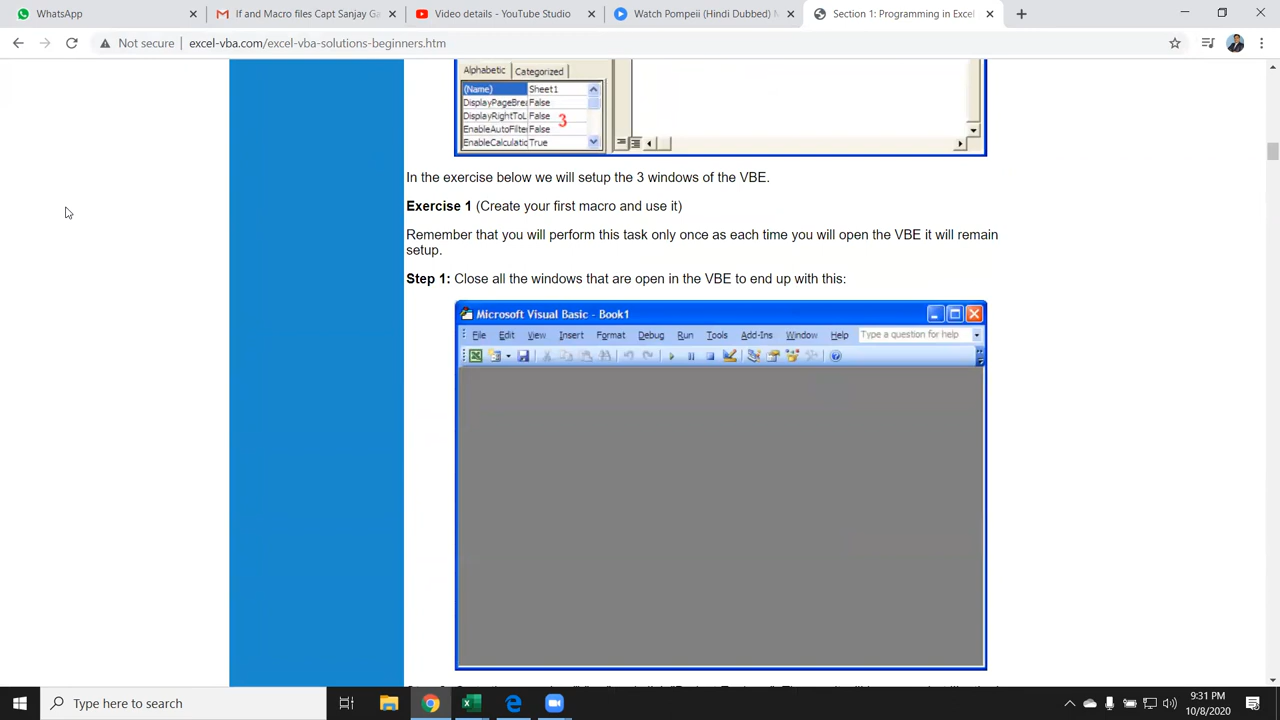 WhatsApp
If and Macro files Capt Sanjay Ga
Video details - YouTube Studio
Watch Pompeii (Hindi Dubbed) M
Section 1: Programming in Excel
Not secure
excel-vba.com/excel-vba-solutions-beginners.htm
Alphabetic Categorized
(Name) Sheet1
DisplayPageBrea False
DisplayRightToL False
3
EnableAutoFilte False
EnableCalculatic True
In the exercise below we will setup the 3 windows of the VBE.
Exercise 1 (Create your first macro and use it)
Remember that you will perform this task only once as each time you will open the VBE it will remain
setup.
Step 1: Close all the windows that are open in the VBE to end up with this:
Microsoft Visual Basic - Book1
File Edit View Insert Format Debug Run Tools Add-Ins Window Help Type a question for help
Type here to search
9:31 PM
10/8/2020